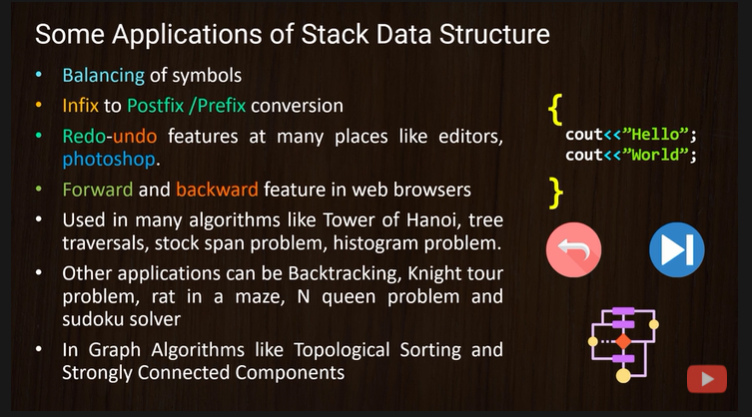 Some Applications of Stack Data Structure
• Balancing of symbols
• Infix to Postfix /Prefix conversion
• Redo-undo features at many places like editors,
photoshop.
• Forward and backward feature in web browsers
• Used in many algorithms like Tower of Hanoi, tree
traversals, stock span problem, histogram problem.
• Other applications can be Backtracking, Knight tour
problem, rat in a maze, N queen problem and
sudoku solver
• In Graph Algorithms like Topological Sorting and
Strongly Connected Components
{
cout<<”Hello”;
cout<<”World”;
}